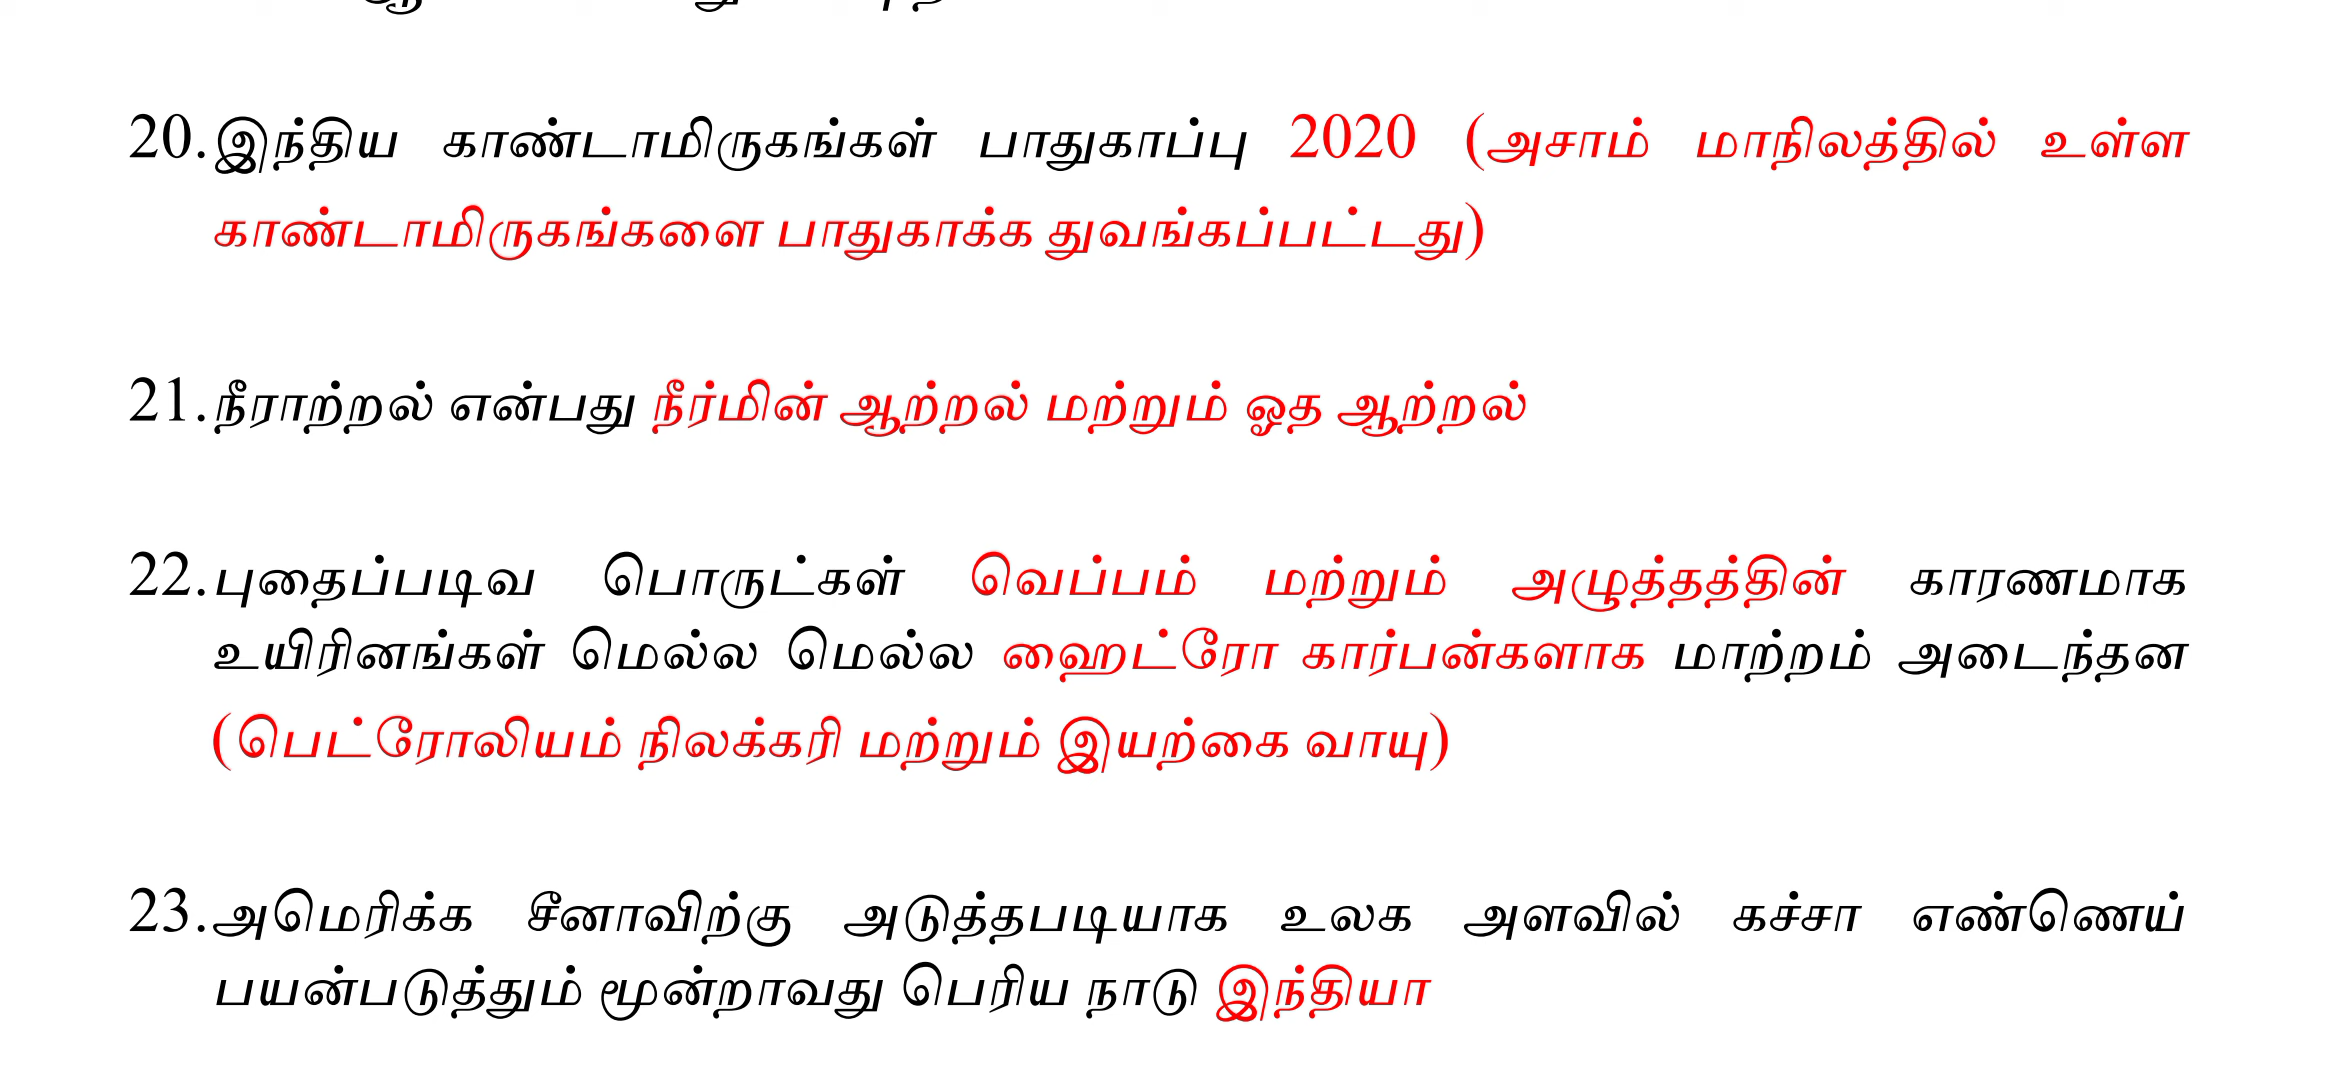 20.இந்திய காண்டாமிருகங்கள் பாதுகாப்பு 2020 (அசாம் மாநிலத்தில் உள்ள
காண்டாமிருகங்களை பாதுகாக்க துவங்கப்பட்டது)
21.நீராற்றல் என்பது நீர்மின் ஆற்றல் மற்றும் ஓத ஆற்றல்
22.புதைப்படிவ பொருட்கள் வெப்பம் மற்றும் அழுத்தத்தின் காரணமாக
உயிரினங்கள் மெல்ல மெல்ல ஹைட்ரோ கார்பன்களாக மாற்றம் அடைந்தன
(பெட்ரோலியம் நிலக்கரி மற்றும் இயற்கை வாயு)
23.அமெரிக்க சீனாவிற்கு அடுத்தபடியாக உலக அளவில் கச்சா எண்ணெய்
பயன்படுத்தும் மூன்றாவது பெரிய நாடு இந்தியா